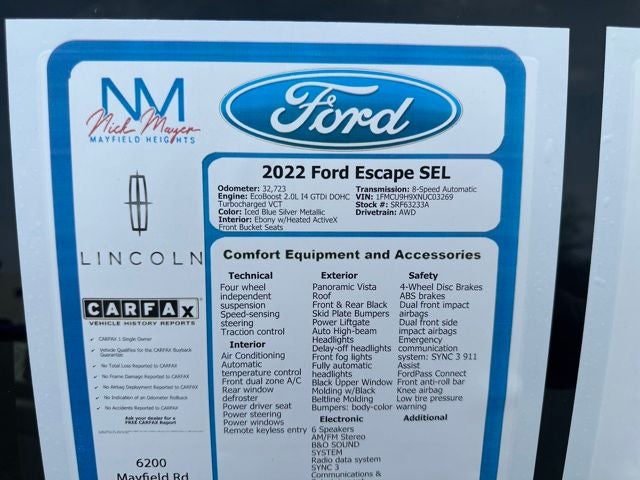 NM
Nick Mayer
MAYFIELD HEIGHTS
Ford
LINCOLN
CARFAX
VEHICLE HISTORY REPORTS
CARFAX 1 Single Owner
Vehicle Qualifies for the CARFAX Buyback
Guarantee
No Total Loss Reported to CARFAX
No Frame Damage Reported to CARFAX
No Airbag Deployment Reported to CARFAX
No Indication of an Odometer Rollback
No Accidents Reported to CARFAX
Ask your dealer for a
FREE CARFAX Report
6200
Mayfield Rd
2022 Ford Escape SEL
Odometer: 32,723
Engine: EcoBoost 2.0L I4 GTDi DOHC
Turbocharged VCT
Color: Iced Blue Silver Metallic
Interior: Ebony w/Heated ActiveX
Front Bucket Seats
Transmission: 8-Speed Automatic
VIN: 1FMCU9H9XNUC03269
Stock #: SRF63233A
Drivetrain: AWD
Comfort Equipment and Accessories
Technical
Four wheel
independent
suspension
Speed-sensing
steering
Traction control
Interior
Air Conditioning
Automatic
temperature control
Front dual zone A/C
Rear window
defroster
Power driver seat
Power steering
Power windows
Remote keyless entry
Exterior
Panoramic Vista
Roof
Front & Rear Black
Skid Plate Bumpers
Power Liftgate
Auto High-beam
Headlights
Delay-off headlights
Front fog lights
Fully automatic
headlights
Black Upper Window
Molding w/Black
Beltline Molding
Bumpers: body-color
Electronic
6 Speakers
AM/FM Stereo
B&O SOUND
SYSTEM
Radio data system
SYNC 3
Communications &
Safety
4-Wheel Disc Brakes
ABS brakes
Dual front impact
airbags
Dual front side
impact airbags
Emergency
communication
system: SYNC 3 911
Assist
FordPass Connect
Front anti-roll bar
Knee airbag
Low tire pressure
warning
Additional